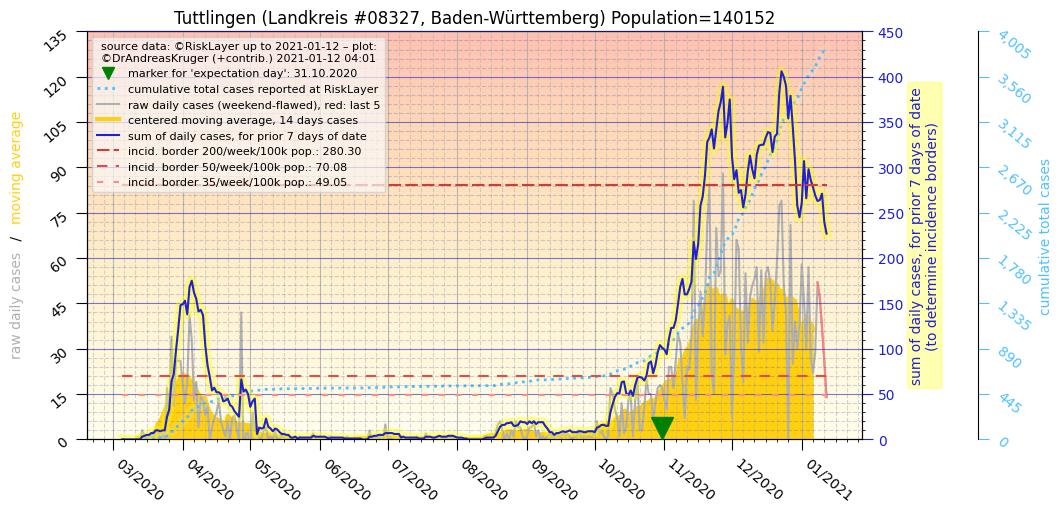 Tuttlingen (Landkreis #08327, Baden-Württemberg) Population=140152
source data: ©RiskLayer up to 2021-01-12 – plot:
©DrAndreasKruger (+contrib.) 2021-01-12 04:01
marker for 'expectation day': 31.10.2020
cumulative total cases reported at RiskLayer
raw daily cases (weekend-flawed), red: last 5
centered moving average, 14 days cases
sum of daily cases, for prior 7 days of date
incid. border 200/week/100k pop.: 280.30
incid. border 50/week/100k pop.: 70.08
incid. border 35/week/100k pop.: 49.05
raw daily cases / moving average
135
120
105
90
75
60
45
30
15
0
03/2020
04/2020
05/2020
06/2020
07/2020
08/2020
09/2020
10/2020
11/2020
12/2020
01/2021
450
400
350
300
250
200
150
100
50
0
sum of daily cases, for prior 7 days of date
(to determine incidence borders)
4,005
3,560
3,115
2,670
2,225
1,780
1,335
890
445
0
cumulative total cases